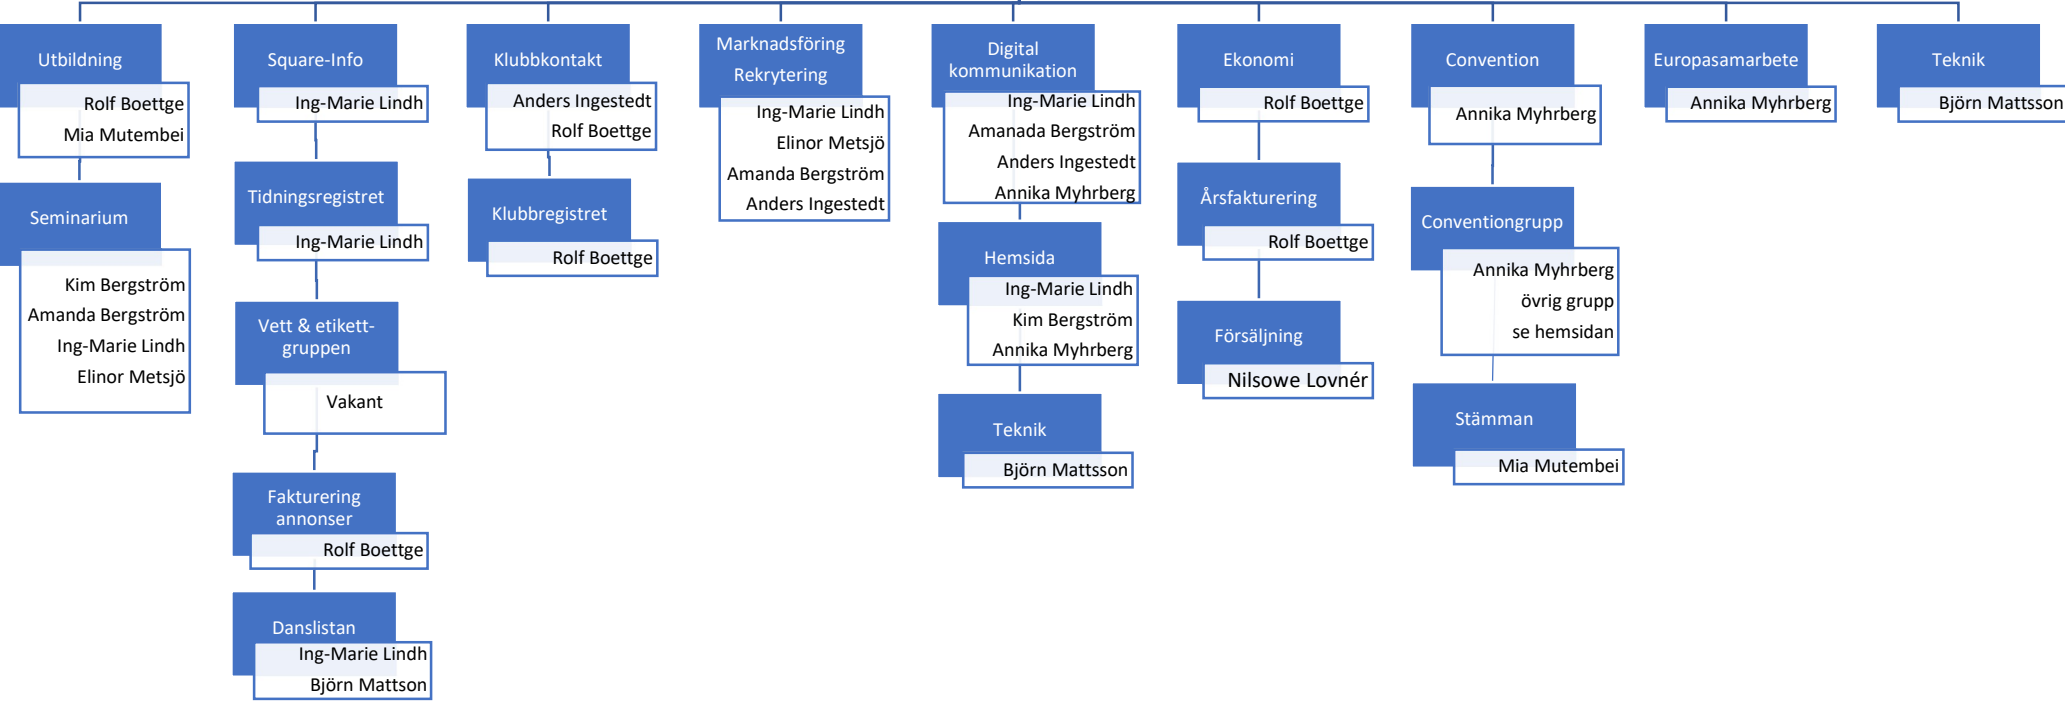 Utbildning
Rolf Boettge
Mia Mutembei
Seminarium
Kim Bergström
Amanda Bergström
Ing-Marie Lindh
Elinor Metsjö
Square-Info
Ing-Marie Lindh
Tidningsregistret
Ing-Marie Lindh
Vett & etikett-
gruppen
Vakant
Fakturering
annonser
Rolf Boettge
Danslistan
Ing-Marie Lindh
Björn Mattson
Klubbkontakt
Anders Ingestedt
Rolf Boettge
Klubbregistret
Rolf Boettge
Marknadsföring
Rekrytering
Ing-Marie Lindh
Elinor Metsjö
Amanda Bergström
Anders Ingestedt
Digital
kommunikation
Ing-Marie Lindh
Amanada Bergström
Anders Ingestedt
Annika Myhrberg
Hemsida
Ing-Marie Lindh
Kim Bergström
Annika Myhrberg
Teknik
Björn Mattsson
Ekonomi
Rolf Boettge
Årsfakturering
Rolf Boettge
Försäljning
Nilsowe Lovnér
Convention
Annika Myhrberg
Conventiongrupp
Annika Myhrberg
övrig grupp
se hemsidan
Stämman
Mia Mutembei
Europasamarbete
Annika Myhrberg
Teknik
Björn Mattsson